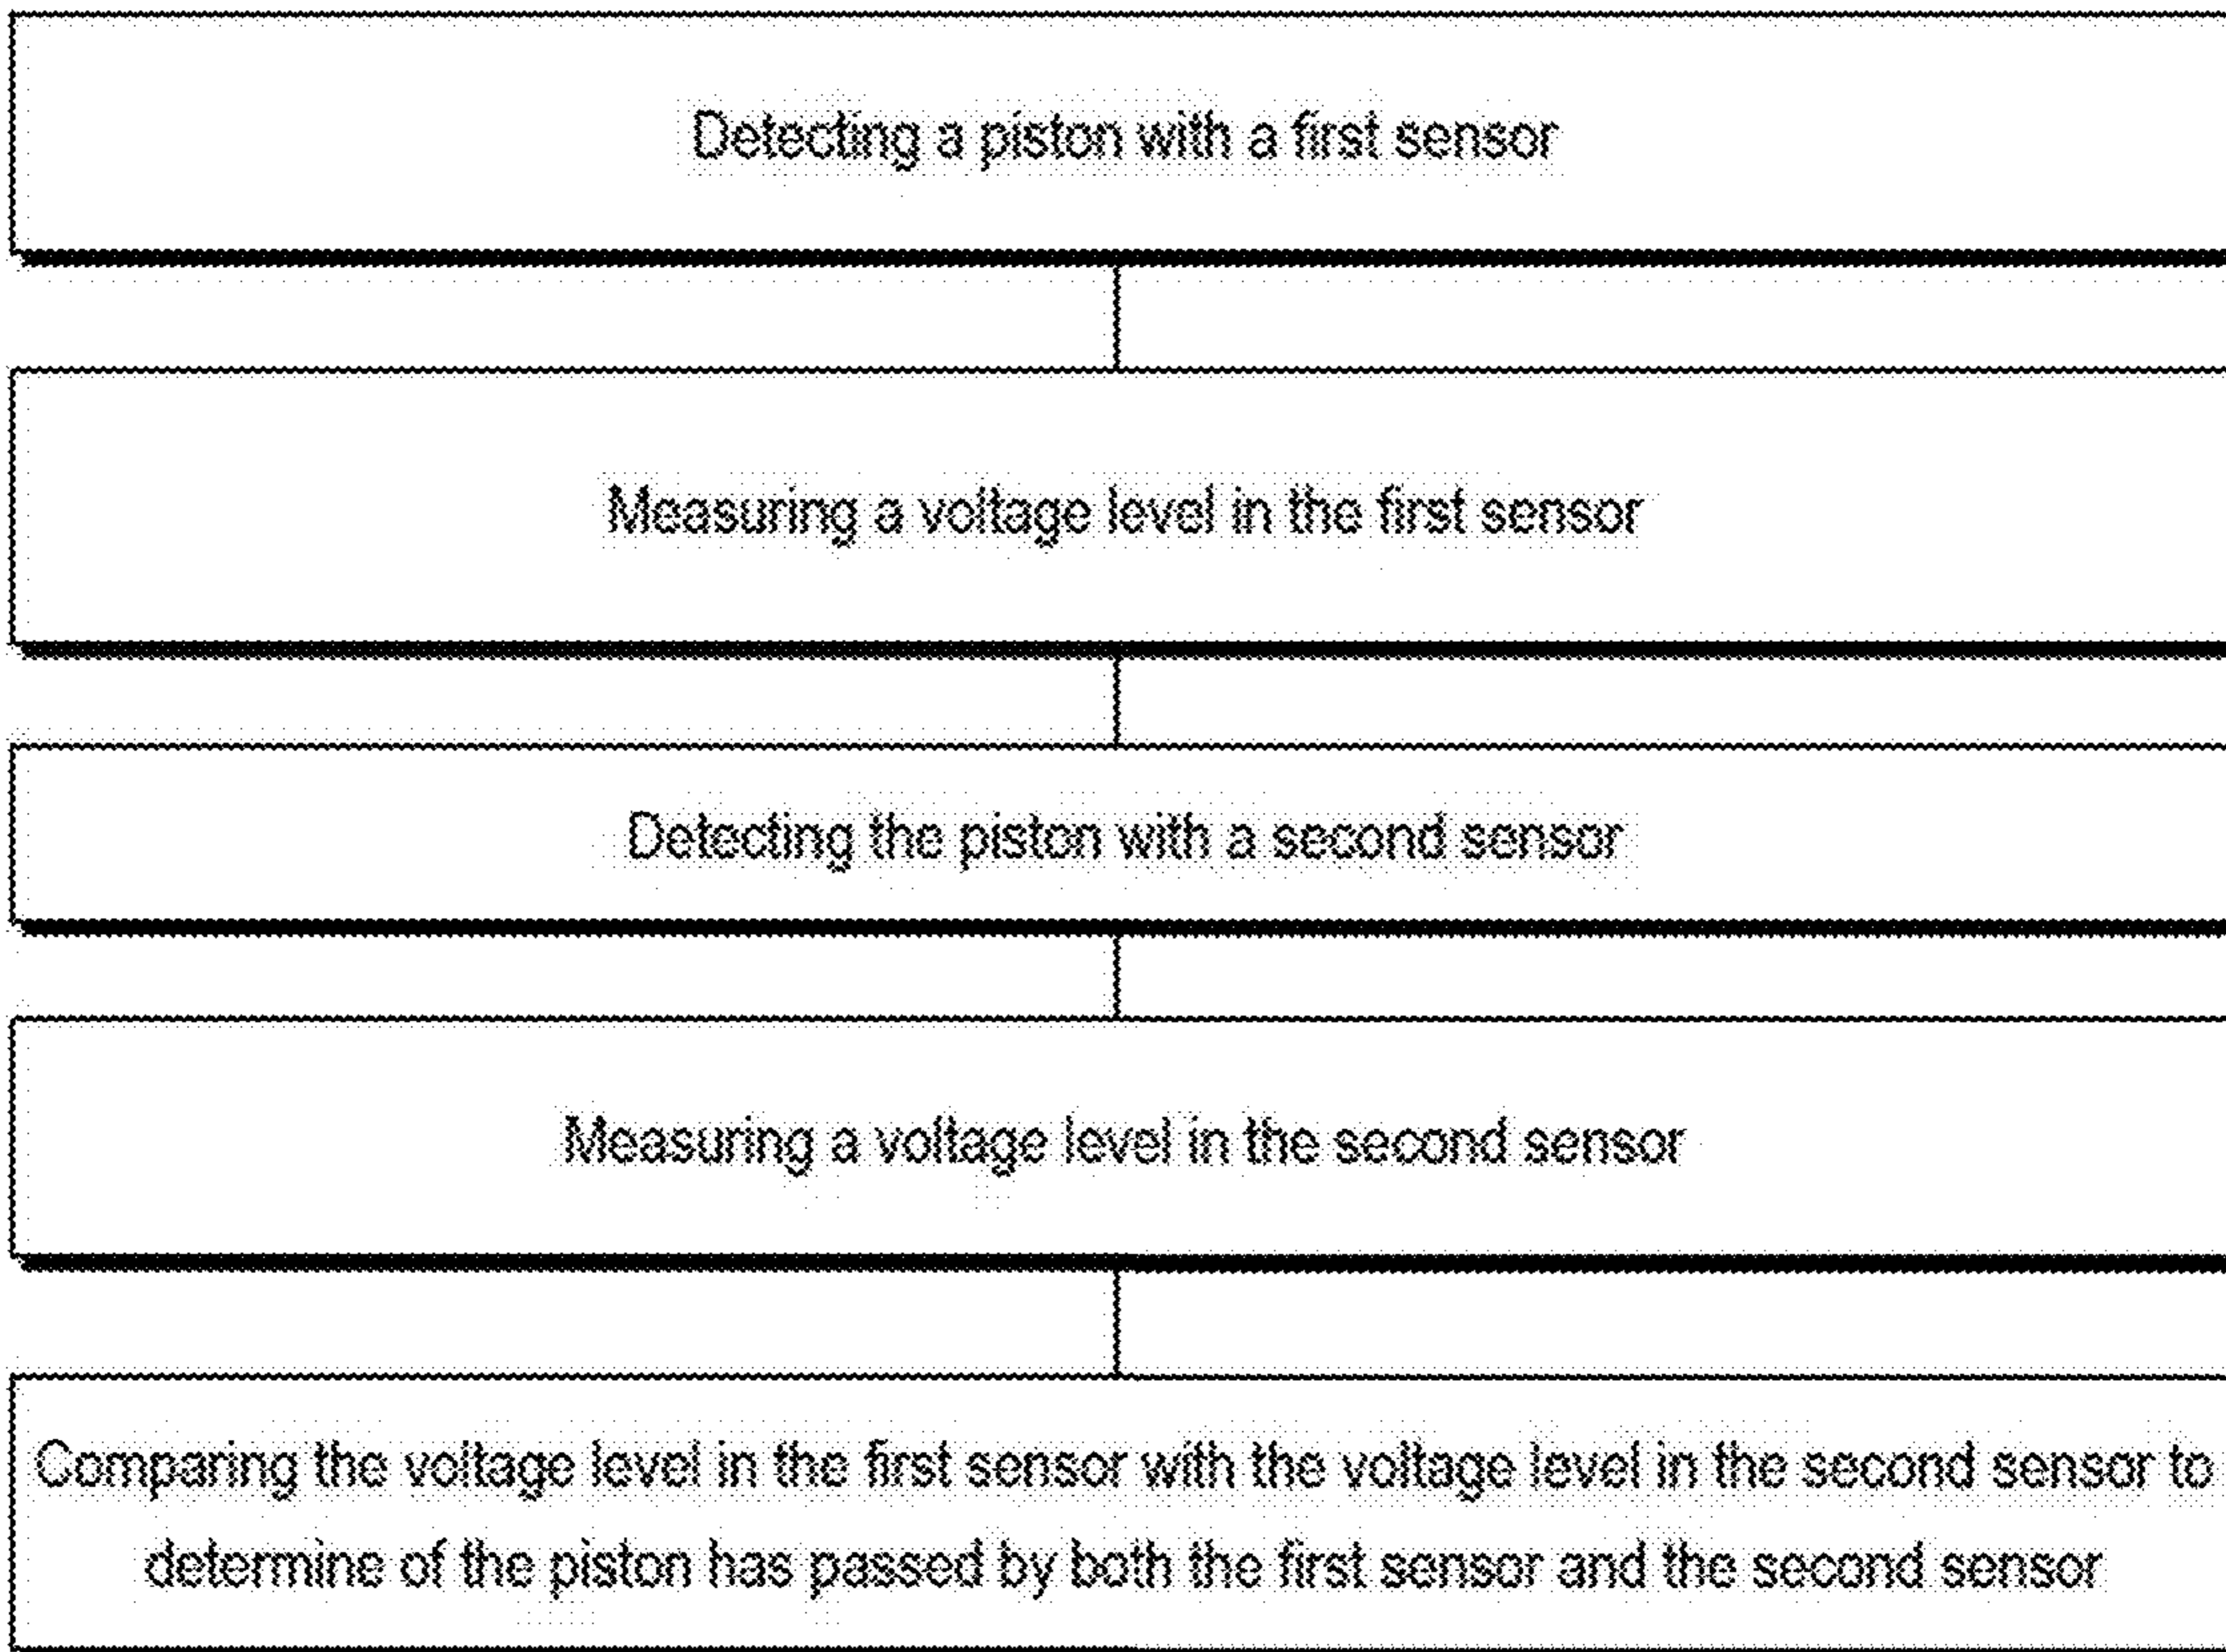 Detecting a piston with a first sensor
Measuring a voltage level in the first sensor
Detecting the piston with a second sensor
Measuring a voltage level in the second sensor
Comparing the voltage level in the first sensor with the voltage level in the second sensor to
determine of the piston has passed by both the first sensor and the second sensor